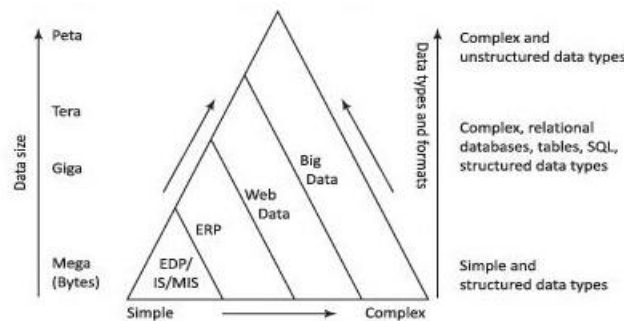 Peta
Tera
Giga
Mega
(Bytes)
Data size
EDP/
IS/MIS
ERP
Web
Data
Big
Data
Simple
Complex
Data types and formats
Complex and
unstructured data types
Complex, relational
databases, tables, SQL,
structured data types
Simple and
structured data types